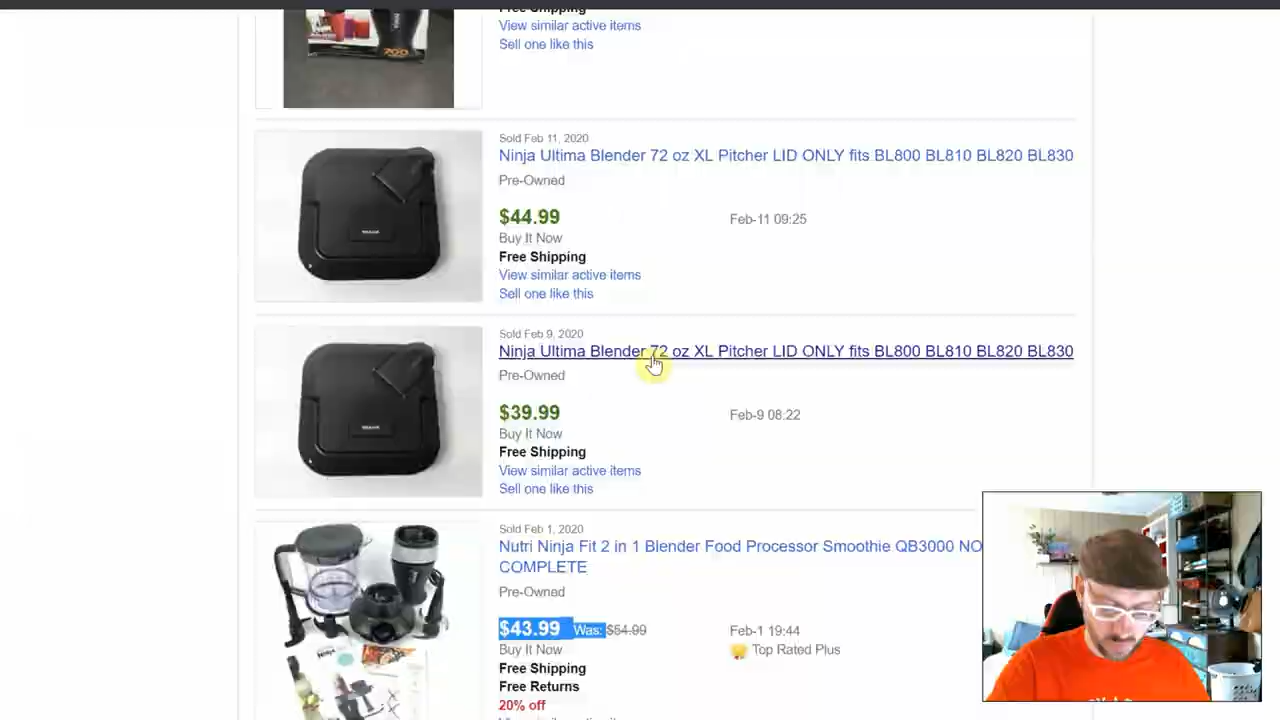 Free Shipping
View similar active items
Sell one like this
700
Sold Feb 11, 2020
Ninja Ultima Blender 72 oz XL Pitcher LID ONLY fits BL800 BL810 BL820 BL830
Pre-Owned
$44.99
Feb-11 09:25
Buy It Now
Free Shipping
View similar active items
Sell one like this
Sold Feb 9, 2020
Ninja Ultima Blender 72 oz XL Pitcher LID ONLY fits BL800 BL810 BL820 BL830
Pre-Owned
$39.99
Feb-9 08:22
Buy It Now
Free Shipping
View similar active items
Sell one like this
Sold Feb 1, 2020
Nutri Ninja Fit 2 in 1 Blender Food Processor Smoothie QB3000 NO
COMPLETE
Pre-Owned
$43.99 Was: $54.99
Feb-1 19:44
Buy It Now
Top Rated Plus
Free Shipping
Free Returns
20% off